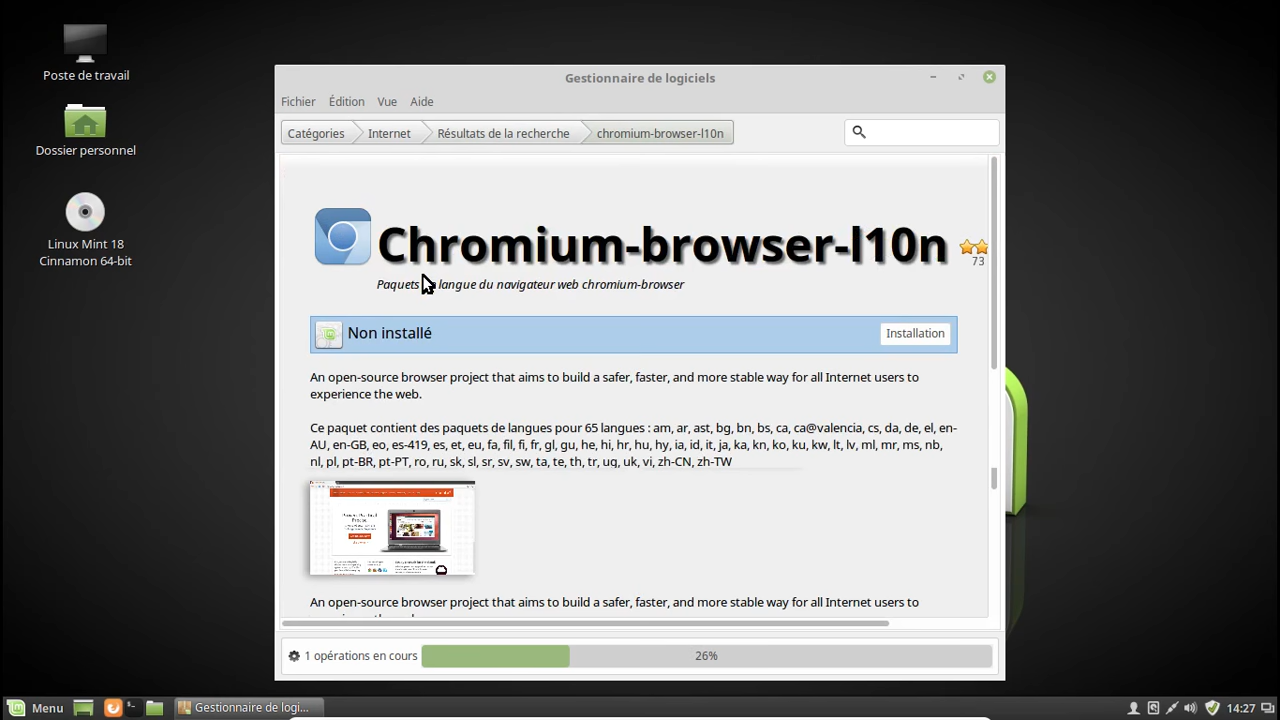 Poste de travail
Dossier personnel
Linux Mint 18
Cinnamon 64-bit
Gestionnaire de logiciels
Fichier Édition Vue Aide
Catégories Internet Résultats de la recherche chromium-browser-l10n
Chromium-browser-l10n
73
Paquets langue du navigateur web chromium-browser
Non installé Installation
An open-source browser project that aims to build a safer, faster, and more stable way for all Internet users to
experience the web.
Ce paquet contient des paquets de langues pour 65 langues : am, ar, ast, bg, bn, bs, ca, ca@valencia, cs, da, de, el, en-
AU, en-GB, eo, es-419, es, et, eu, fa, fil, fi, fr, gl, gu, he, hi, hr, hu, hy, ia, id, it, ja, ka, kn, ko, ku, kw, lt, lv, ml, mr, ms, nb,
nl, pl, pt-BR, pt-PT, ro, ru, sk, sl, sr, sv, sw, ta, te, th, tr, ug, uk, vi, zh-CN, zh-TW
An open-source browser project that aims to build a safer, faster, and more stable way for all Internet users to
1 opérations en cours 26%
Menu Gestionnaire de logi... 14:27